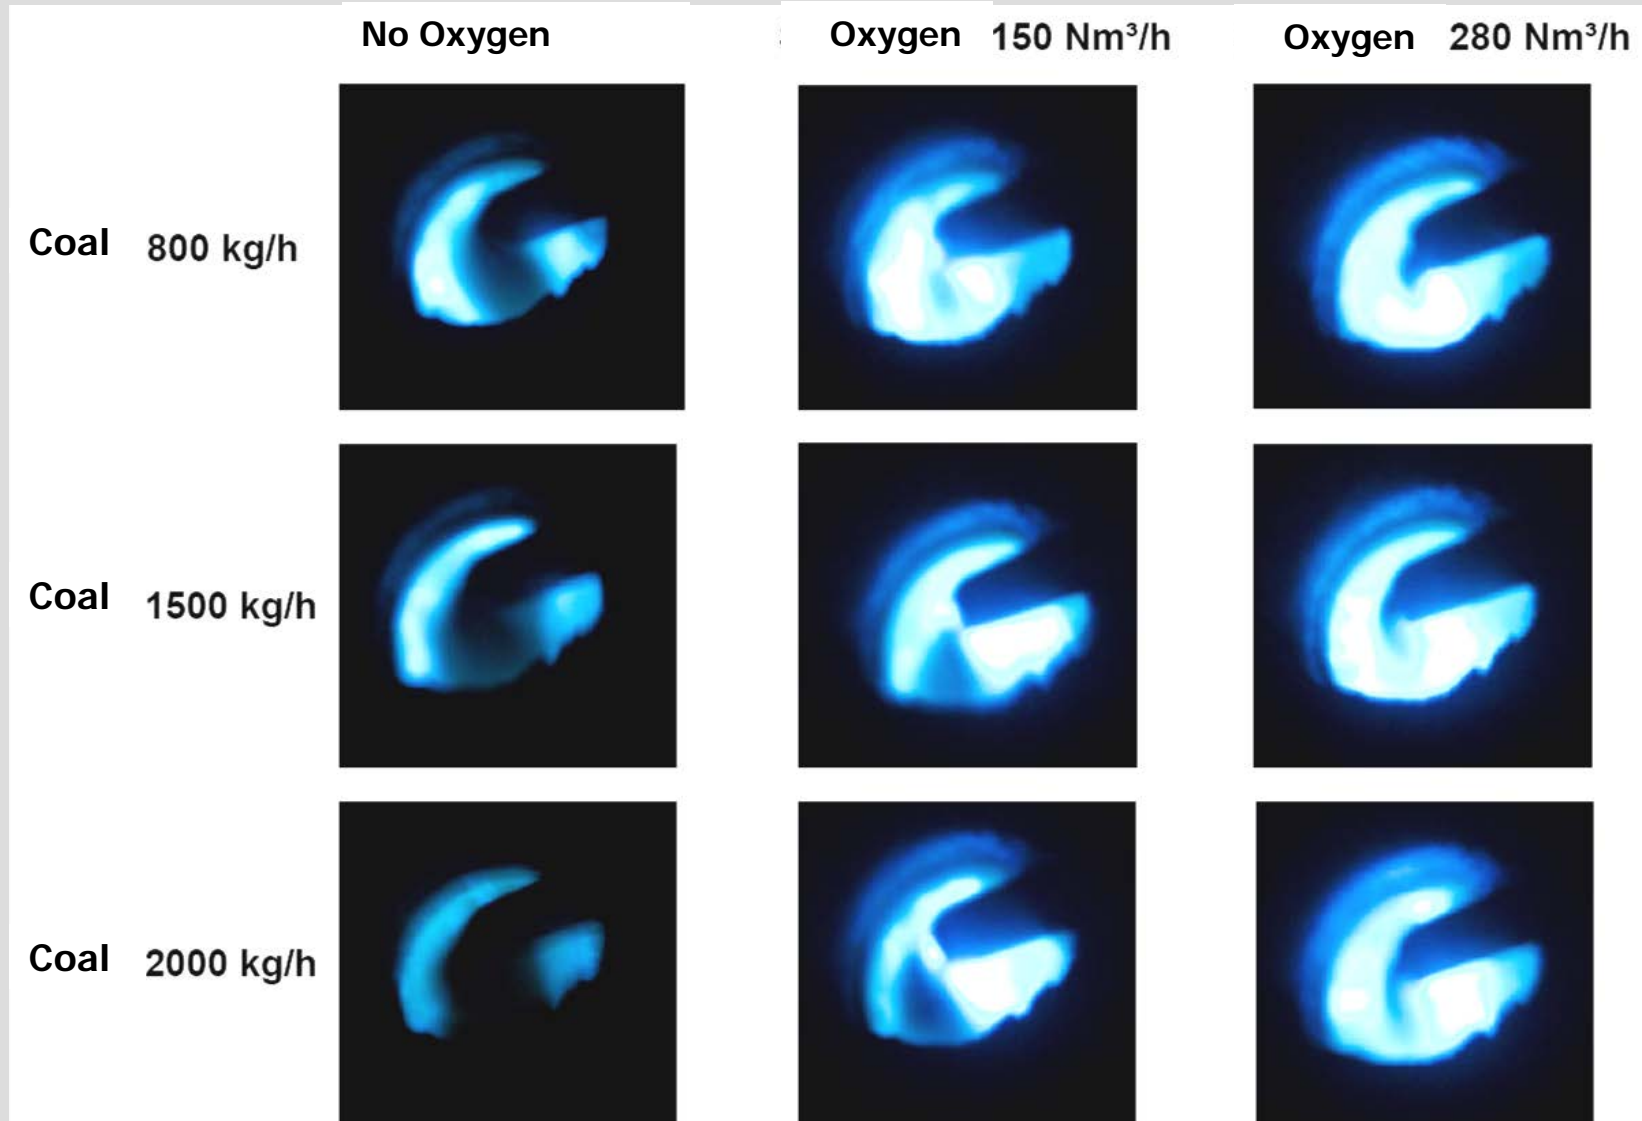 No Oxygen
Oxygen 150 Nm³/h
Oxygen 280 Nm³/h
Coal 800 kg/h
Coal 1500 kg/h
Coal 2000 kg/h